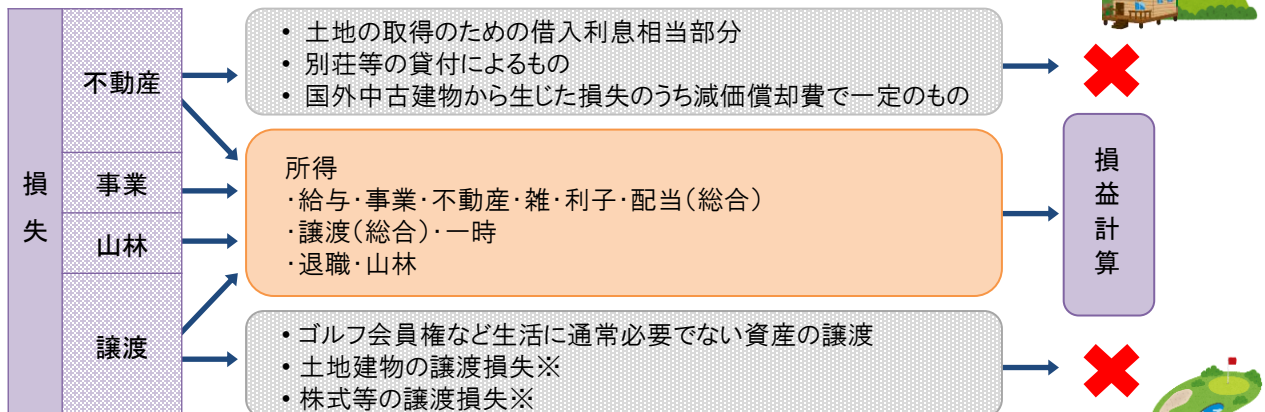 損失
不動産
事業
山林
譲渡
• 土地の取得のための借入利息相当部分
• 別荘等の貸付によるもの
• 国外中古建物から生じた損失のうち減価償却費で一定のもの
所得
・給与・事業・不動産・雑・利子・配当(総合)
・譲渡(総合)・一時
・退職・山林
• ゴルフ会員権など生活に通常必要でない資産の譲渡
• 土地建物の譲渡損失※
• 株式等の譲渡損失※
損益計算